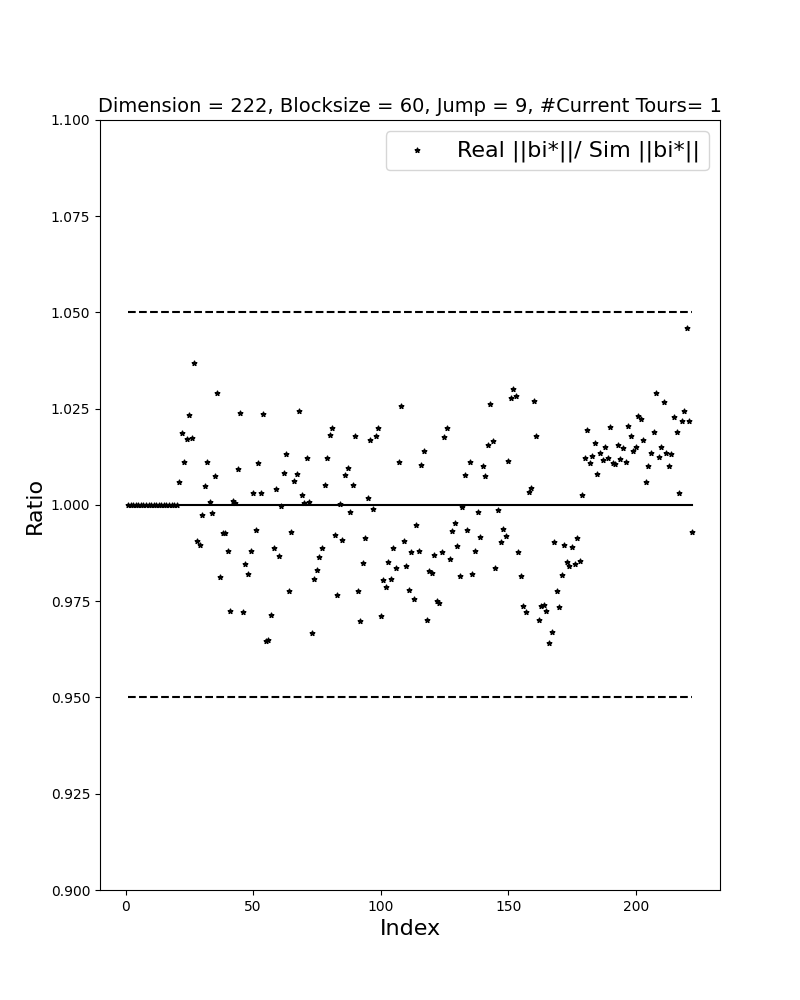 Dimension = 222, Blocksize = 60, Jump = 9, #Current Tours= 1
1.100
Real ||bi*||/ Sim ||bi*||
1.075
1.050
1.025
1.000
0.975
0.950
0.925
0.900
Ratio
0 50 100 150 200
Index